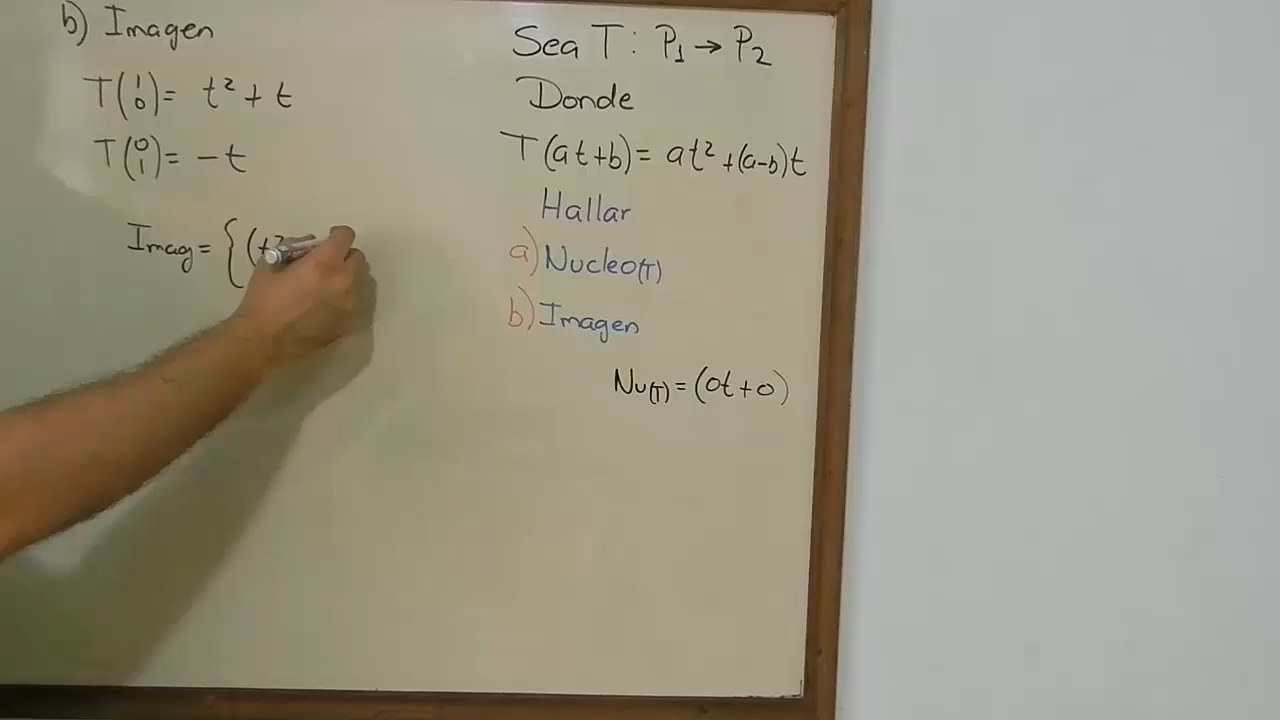 b) Imagen
T(1 0) = t² + t
T(0 1) = -t
Imag = { (t²
Sea T: P₁ → P₂
Donde
T(at+b) = at² + (a-b)t
Hallar
a) Nucleo(T)
b) Imagen
Nu(T) = (0t + 0)